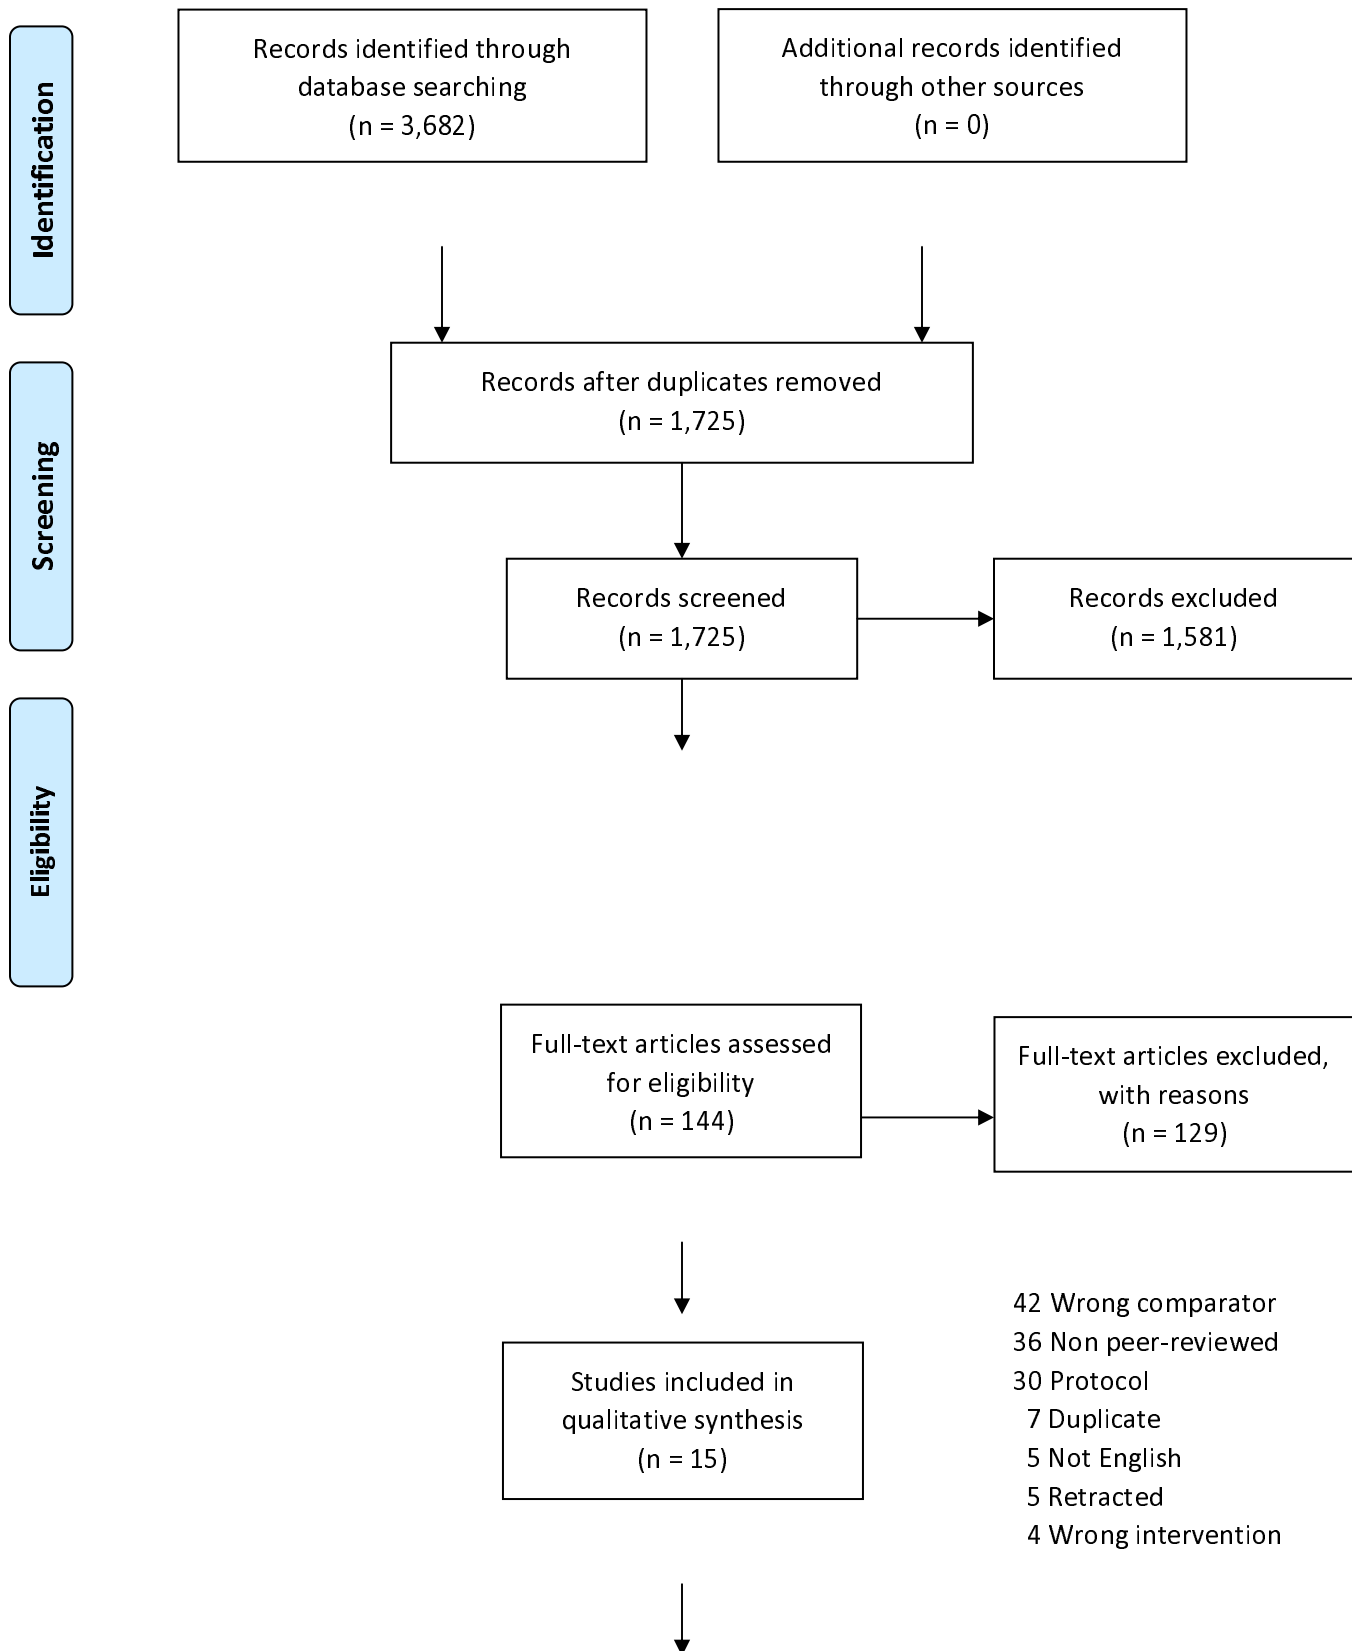 Identification
Records identified through
database searching
(n = 3,682)
Additional records identified
through other sources
(n = 0)
Screening
Records after duplicates removed
(n = 1,725)
Records screened
(n = 1,725)
Records excluded
(n = 1,581)
Eligibility
Full-text articles assessed
for eligibility
(n = 144)
Full-text articles excluded,
with reasons
(n = 129)
42 Wrong comparator
36 Non peer-reviewed
30 Protocol
7 Duplicate
5 Not English
5 Retracted
4 Wrong intervention
Studies included in
qualitative synthesis
(n = 15)